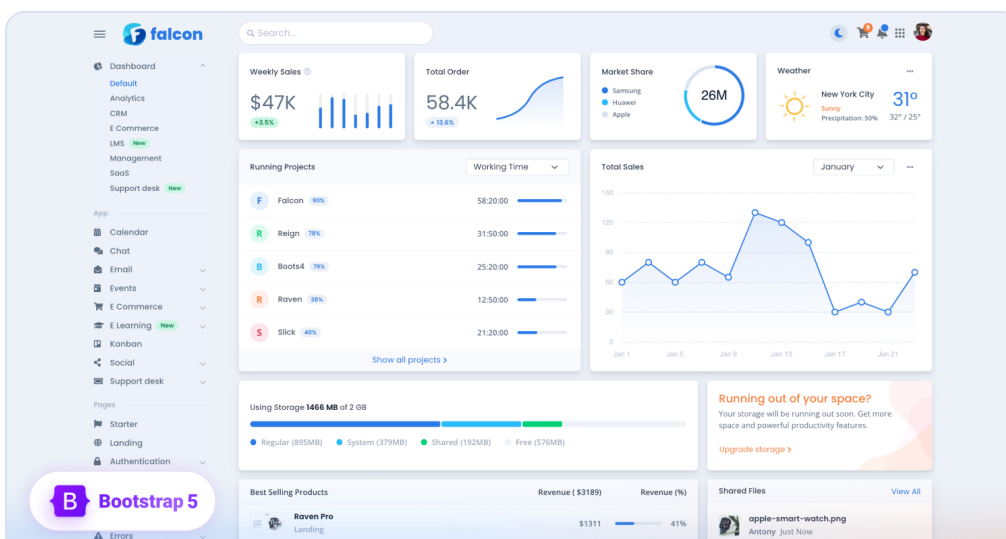 falcon
Search...
Dashboard
Default
Analytics
CRM
E Commerce
LMS New
Management
SaaS
Support desk New
App
Calendar
Chat
Email
Events
E Commerce
E Learning New
Kanban
Social
Support desk
Pages
Starter
Landing
Authentication
Errors
B Bootstrap 5
Weekly Sales
$47K
+3.5%
Total Order
58.4K
13.6%
Market Share
Samsung
Huawei
Apple
26M
Weather
New York City
Sunny
Precipitation: 50%
31°
32° / 25°
Running Projects
Working Time
F Falcon 90% 58:20:00
R Reign 78% 31:50:00
B Boots4 79% 25:20:00
R Raven 38% 12:50:00
S Slick 40% 21:20:00
Show all projects >
Total Sales
January
150
120
90
60
30
0
Jan 1 Jan 5 Jan 9 Jan 13 Jan 17 Jan 21
Using Storage 1466 MB of 2 GB
Regular (895MB) System (379MB) Shared (192MB) Free (576MB)
Running out of your space?
Your storage will be running out soon. Get more
space and powerful productivity features.
Upgrade storage >
Best Selling Products Revenue ( $3189) Revenue (%)
Raven Pro
Landing
$1311 41%
Shared Files View All
apple-smart-watch.png
Antony Just Now